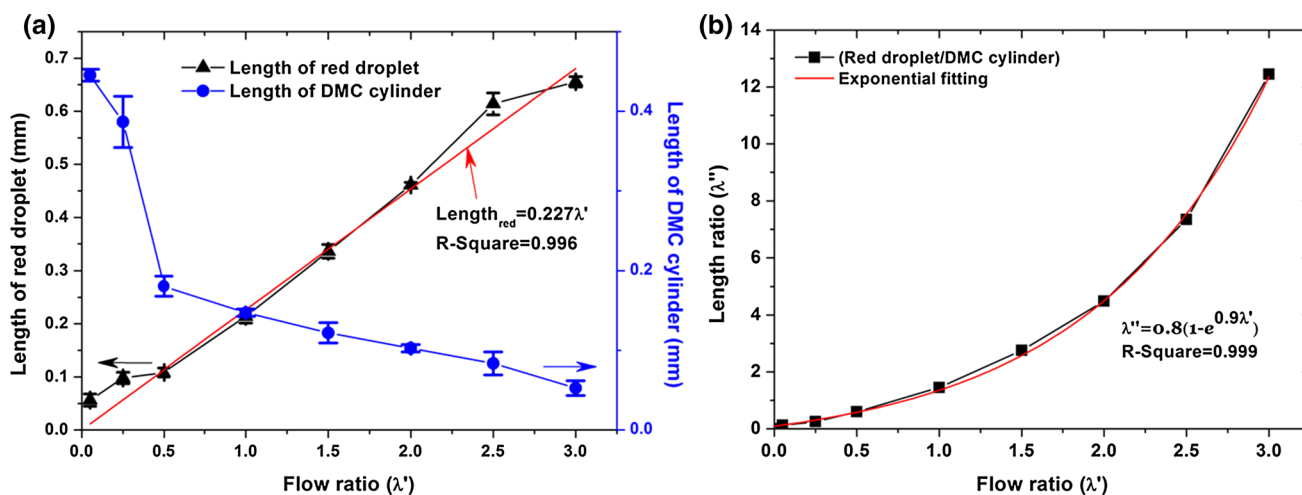 (a)
Length of red droplet (mm)
0.7
0.6
0.5
0.4
0.3
0.2
0.1
0.0
Length of red droplet
Length of DMC cylinder
Length_red=0.227λ'
R-Square=0.996
0.4
0.2
0.0
Length of DMC cylinder (mm)
0.0 0.5 1.0 1.5 2.0 2.5 3.0
Flow ratio (λ')
(b)
Length ratio (λ'')
14
12
10
8
6
4
2
0
(Red droplet/DMC cylinder)
Exponential fitting
λ''=0.8(1-e^0.9λ')
R-Square=0.999
0.0 0.5 1.0 1.5 2.0 2.5 3.0
Flow ratio (λ')